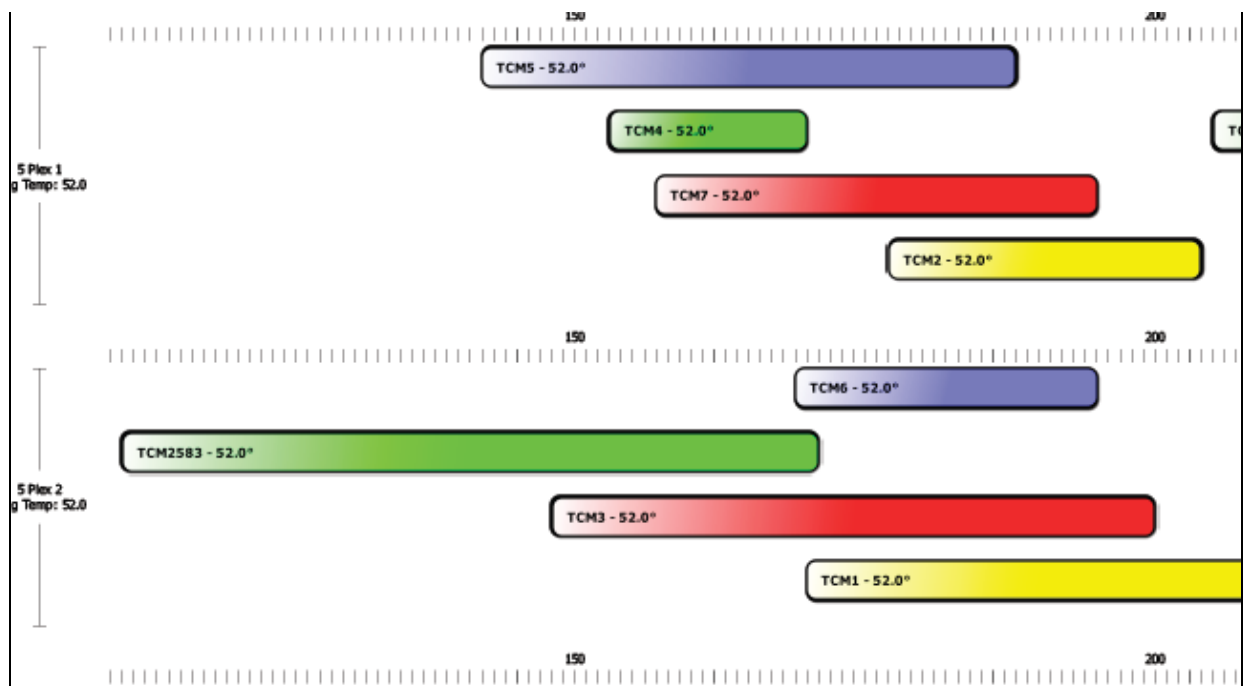 150 200
TCM5 - 52.0°
TCM4 - 52.0°
5 Plex 1
g Temp: 52.0
TCM7 - 52.0°
TCM2 - 52.0°
150 200
TCM6 - 52.0°
TCM2583 - 52.0°
5 Plex 2
g Temp: 52.0
TCM3 - 52.0°
TCM1 - 52.0°
150 200